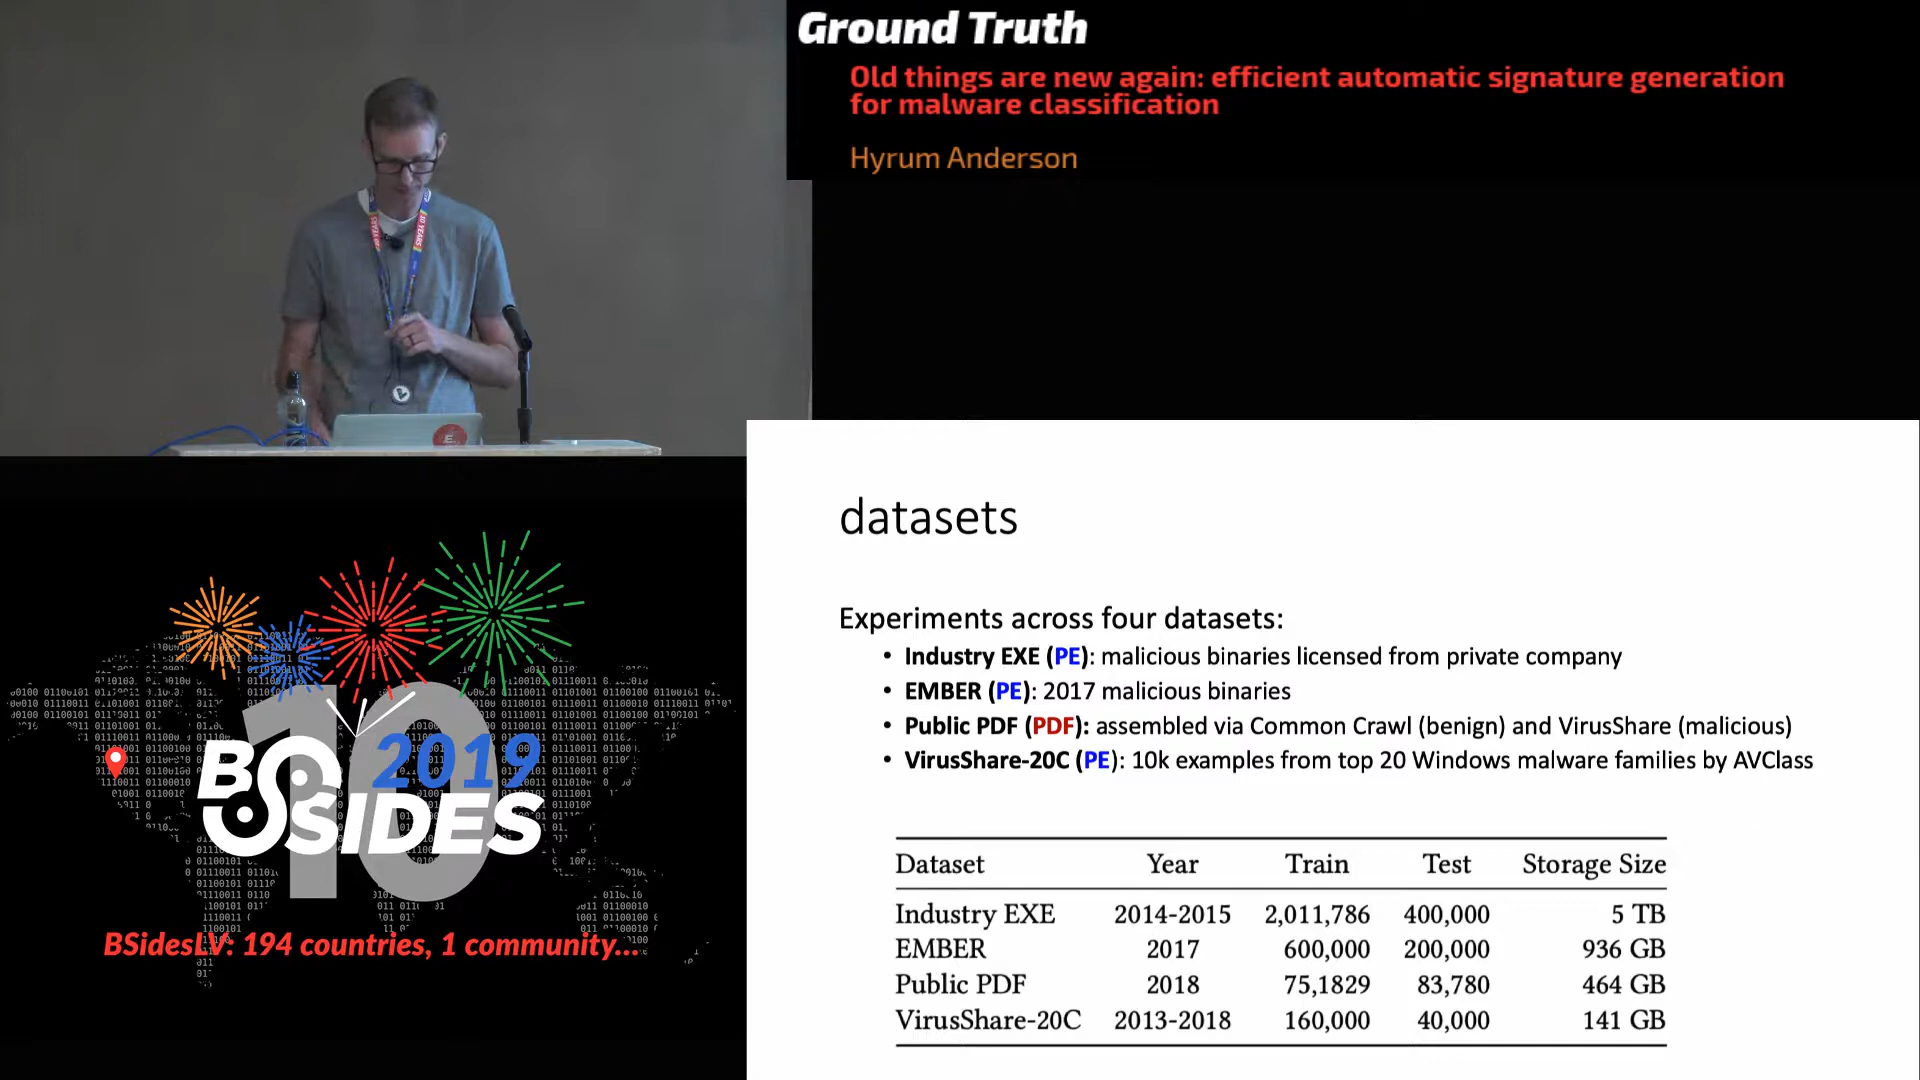 Ground Truth
Old things are new again: efficient automatic signature generation
for malware classification
Hyrum Anderson
10 YEARS
E.
datasets
Experiments across four datasets:
• Industry EXE (PE): malicious binaries licensed from private company
• EMBER (PE): 2017 malicious binaries
• Public PDF (PDF): assembled via Common Crawl (benign) and VirusShare (malicious)
• VirusShare-20C (PE): 10k examples from top 20 Windows malware families by AVClass
Dataset Year Train Test Storage Size
Industry EXE 2014-2015 2,011,786 400,000 5 TB
EMBER 2017 600,000 200,000 936 GB
Public PDF 2018 75,1829 83,780 464 GB
VirusShare-20C 2013-2018 160,000 40,000 141 GB
10
BSIDES
2019
BSidesLV: 194 countries, 1 community...